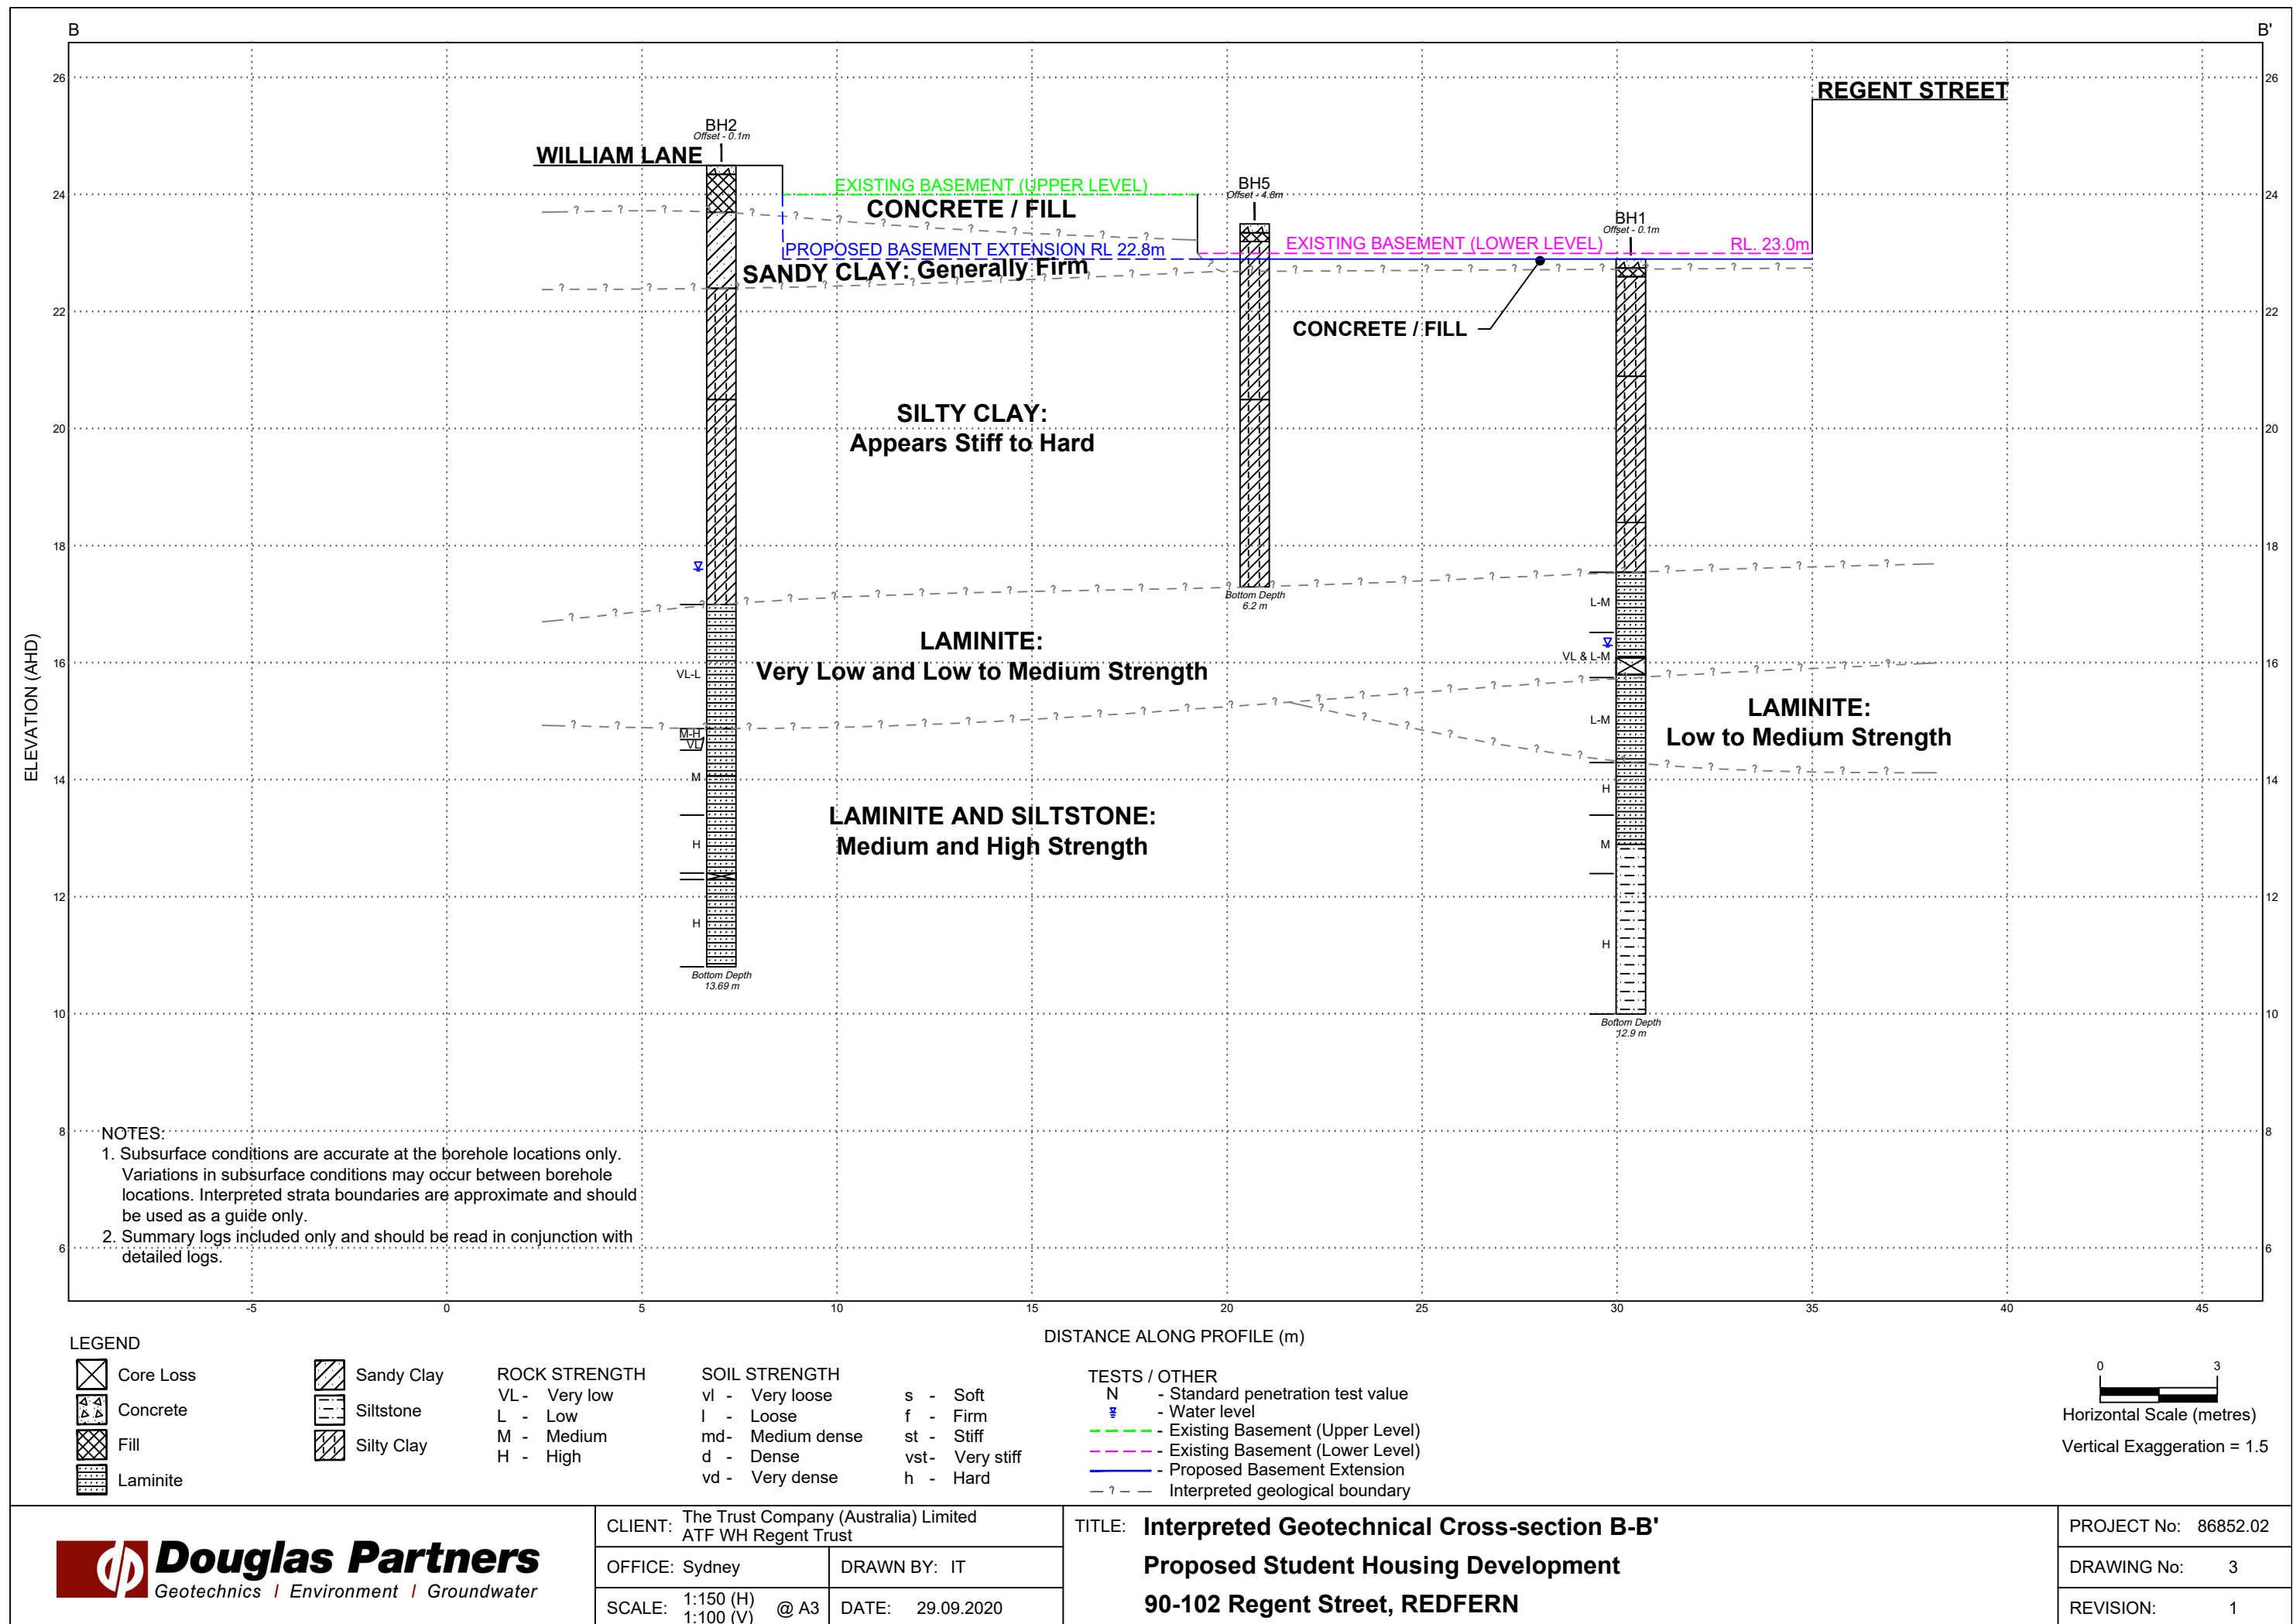 B
B'
26
26
REGENT STREET
BH2
Offset - 0.1m
WILLIAM LANE
24
EXISTING BASEMENT (UPPER LEVEL)
BH5
Offset - 4.8m
24
CONCRETE / FILL
BH1
Offset - 0.1m
PROPOSED BASEMENT EXTENSION RL 22.8m
EXISTING BASEMENT (LOWER LEVEL)
RL. 23.0m
SANDY CLAY: Generally Firm
22
CONCRETE / FILL
22
SILTY CLAY:
Appears Stiff to Hard
20
20
18
18
Bottom Depth
6.2 m
L-M
LAMINITE:
Very Low and Low to Medium Strength
16
VL-L
VL & L-M
16
LAMINITE:
Low to Medium Strength
M-H
VL
L-M
14
M
14
H
LAMINITE AND SILTSTONE:
Medium and High Strength
H
M
12
12
H
H
Bottom Depth
13.69 m
10
10
Bottom Depth
12.9 m
ELEVATION (AHD)
8
8
NOTES:
1. Subsurface conditions are accurate at the borehole locations only.
Variations in subsurface conditions may occur between borehole
locations. Interpreted strata boundaries are approximate and should
be used as a guide only.
2. Summary logs included only and should be read in conjunction with
detailed logs.
6
6
-5 0 5 10 15 20 25 30 35 40 45
DISTANCE ALONG PROFILE (m)
LEGEND
Core Loss
Concrete
Fill
Laminite
Sandy Clay
Siltstone
Silty Clay
ROCK STRENGTH
VL - Very low
L - Low
M - Medium
H - High
SOIL STRENGTH
vl - Very loose
l - Loose
md - Medium dense
d - Dense
vd - Very dense
s - Soft
f - Firm
st - Stiff
vst - Very stiff
h - Hard
TESTS / OTHER
N - Standard penetration test value
- Water level
- Existing Basement (Upper Level)
- Existing Basement (Lower Level)
- Proposed Basement Extension
? Interpreted geological boundary
0 3
Horizontal Scale (metres)
Vertical Exaggeration = 1.5
dp Douglas Partners
Geotechnics | Environment | Groundwater
CLIENT: The Trust Company (Australia) Limited
ATF WH Regent Trust
OFFICE: Sydney
DRAWN BY: IT
SCALE: 1:150 (H)
1:100 (V) @ A3
DATE: 29.09.2020
TITLE: Interpreted Geotechnical Cross-section B-B'
Proposed Student Housing Development
90-102 Regent Street, REDFERN
PROJECT No: 86852.02
DRAWING No: 3
REVISION: 1